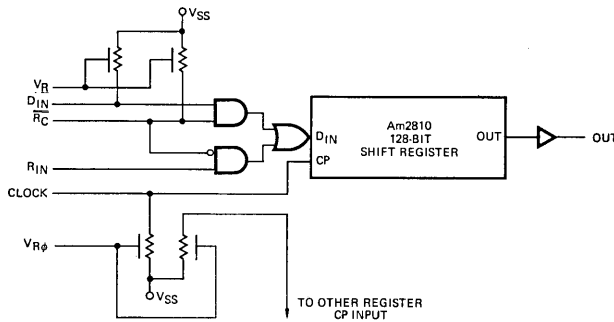 VSS
VR
DIN
RC
RIN
CLOCK
VRϕ
VSS
DIN
CP
Am2810
128-BIT
SHIFT REGISTER
OUT
OUT
TO OTHER REGISTER
CP INPUT